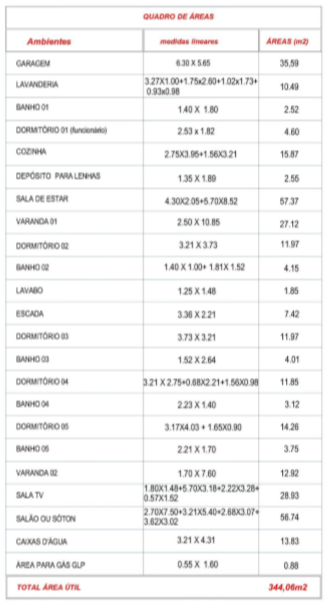 QUADRO DE ÁREAS
Ambientes medidas lineares ÁREAS (m2)
GARAGEM 6.30 X 5.65 35,59
LAVANDERIA 3.27X1.00+1.75x2.60+1.02x1.73+ 10.49
0.93x0.98
BANHO 01 1.40 X 1.80 2.52
DORMITÓRIO 01 (funcionário) 2.53 x 1.82 4.60
COZINHA 2.75X3.95+1.56X3.21 15.87
DEPÓSITO PARA LENHAS 1.35 X 1.89 2.55
SALA DE ESTAR 4.30X2.05+5.70X8.52 57.37
VARANDA 01 2.50 X 10.85 27.12
DORMITÓRIO 02 3.21 X 3.73 11.97
BANHO 02 1.40 X 1.00+ 1.81X 1.52 4.15
LAVABO 1.25 X 1.48 1.85
ESCADA 3.36 X 2.21 7.42
DORMITÓRIO 03 3.73 X 3.21 11.97
BANHO 03 1.52 X 2.64 4.01
DORMITÓRIO 04 3.21 X 2.75+0.68X2.21+1.56X0.98 11.85
BANHO 04 2.23 X 1.40 3.12
DORMITÓRIO 05 3.17X4.03 + 1.65X0.90 14.26
BANHO 05 2.21 X 1.70 3.75
VARANDA 02 1.70 X 7.60 12.92
SALA TV 1.80X1.48+5.70X3.18+2.22X3.28+ 28.93
0.57X1.52
SALÃO OU SÓTON 2.70X7.50+3.21X5.40+2.68X3.07+ 56.74
3.62X3.02
CAIXAS D'ÁGUA 3.21 X 4.31 13.83
ÁREA PARA GÁS GLP 0.55 X 1.60 0.88
TOTAL ÁREA ÚTIL 344,06m2